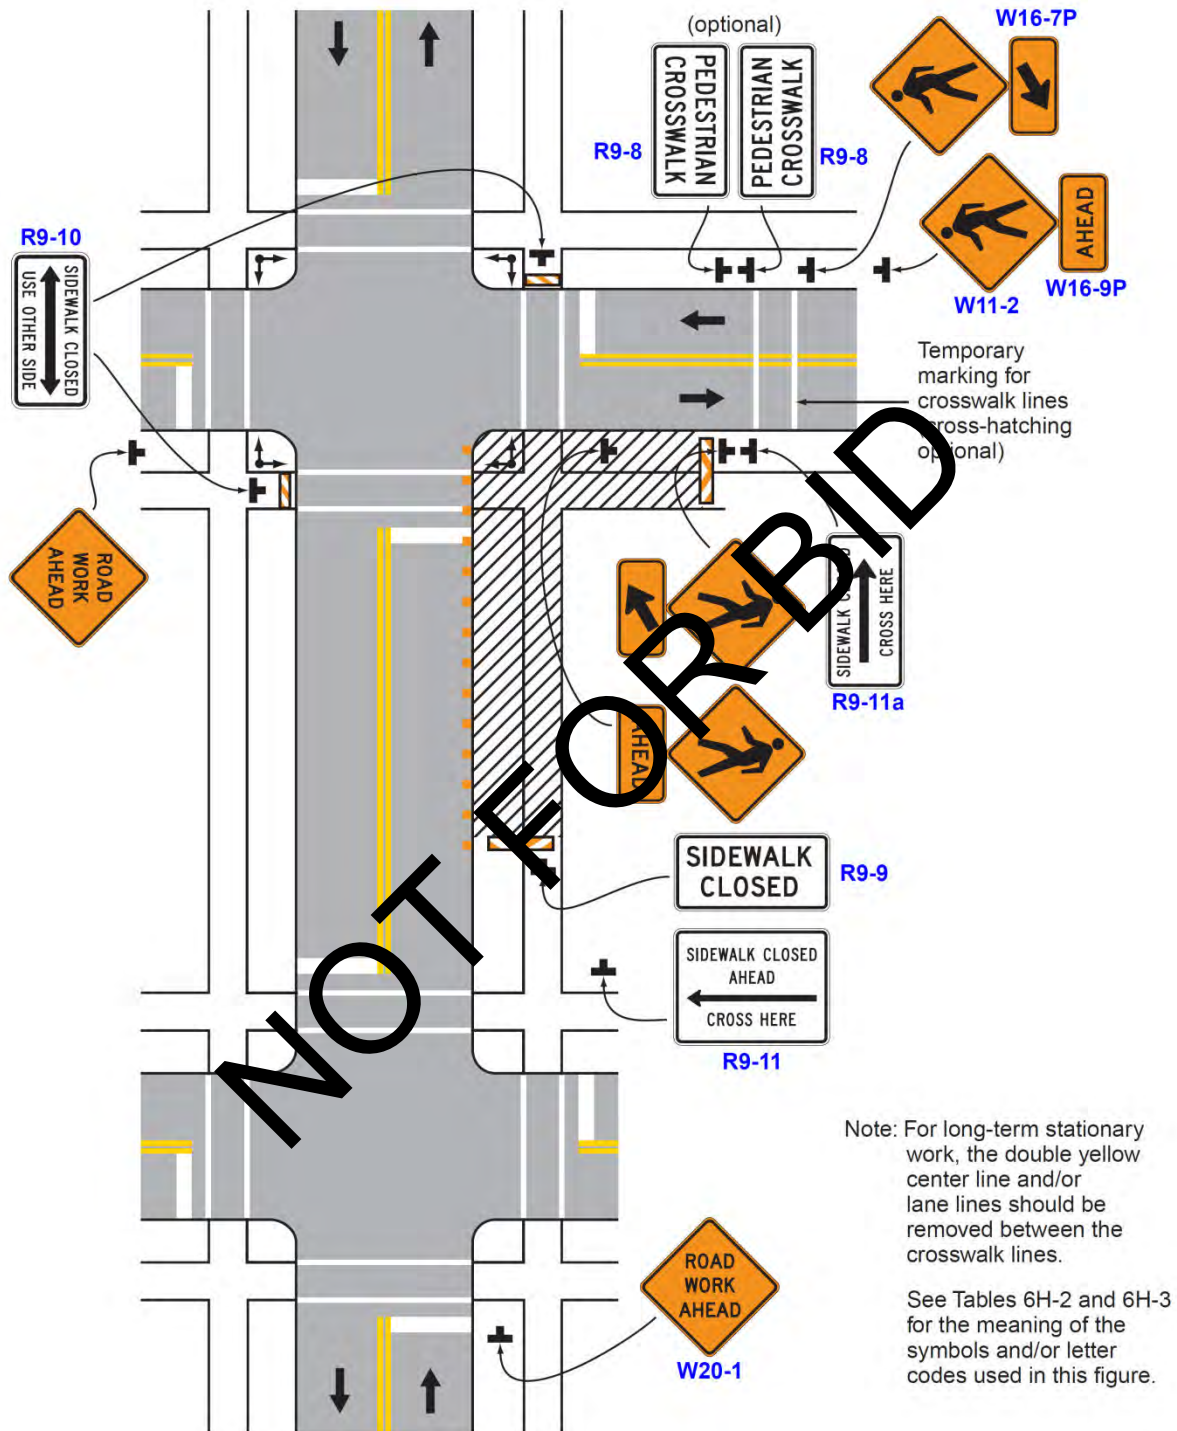 W16-7P
(optional)
PEDESTRIAN
CROSSWALK
PEDESTRIAN
CROSSWALK
R9-8
R9-8
AHEAD
W16-9P
W11-2
R9-10
SIDEWALK CLOSED
USE OTHER SIDE
Temporary
marking for
crosswalk lines
(cross-hatching
optional)
ROAD
WORK
AHEAD
SIDEWALK CLOSED
CROSS HERE
R9-11a
AHEAD
SIDEWALK
CLOSED
R9-9
SIDEWALK CLOSED
AHEAD
CROSS HERE
R9-11
NOT FOR BID
Note: For long-term stationary
work, the double yellow
center line and/or
lane lines should be
removed between the
crosswalk lines.
See Tables 6H-2 and 6H-3
for the meaning of the
symbols and/or letter
codes used in this figure.
ROAD
WORK
AHEAD
W20-1